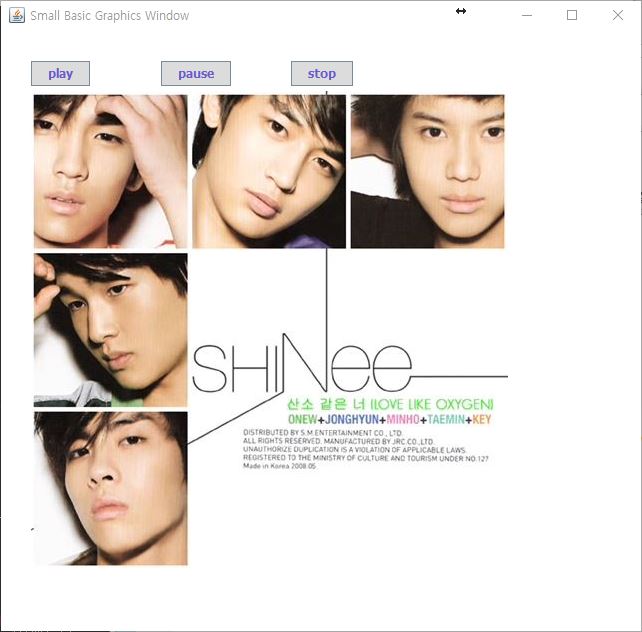 Small Basic Graphics Window
play pause stop
SHINee
산소 같은 너 (LOVE LIKE OXYGEN)
ONEW+JONGHYUN+MINHO+TAEMIN+KEY
DISTRIBUTED BY S.M.ENTERTAINMENT CO., LTD.
ALL RIGHTS RESERVED. MANUFACTURED BY JRC CO.,LTD.
UNAUTHORIZE DUPLICATION IS A VIOLATION OF APPLICABLE LAWS.
REGISTERED TO THE MINISTRY OF CULTURE AND TOURISM UNDER NO.127
Made in Korea 2008.05.